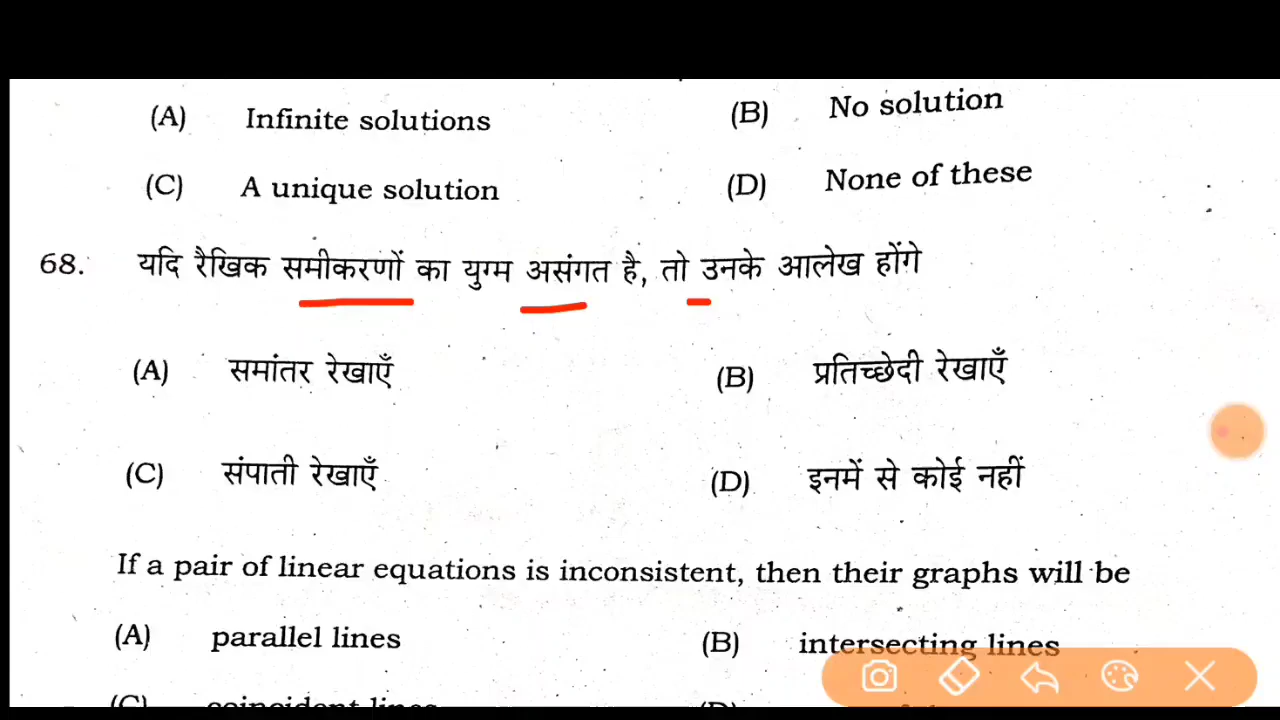 (A) Infinite solutions (B) No solution
(C) A unique solution (D) None of these
68. यदि रैखिक समीकरणों का युग्म असंगत है, तो उनके आलेख होंगे
(A) समांतर रेखाएँ (B) प्रतिच्छेदी रेखाएँ
(C) संपाती रेखाएँ (D) इनमें से कोई नहीं
If a pair of linear equations is inconsistent, then their graphs will be
(A) parallel lines (B) intersecting lines
(C) coincident lines (D)